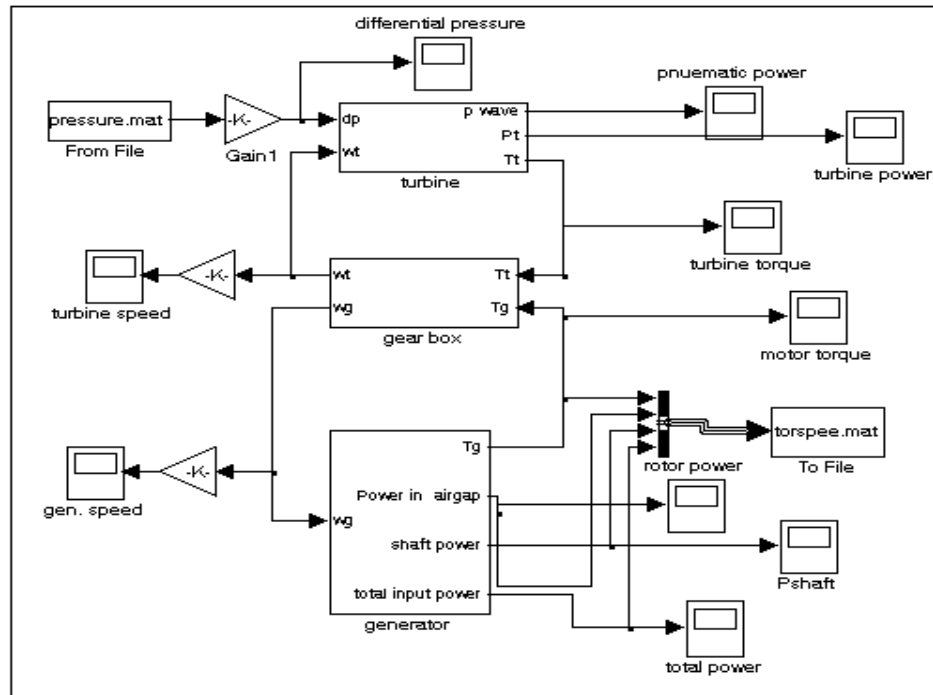 differential pressure
pnuematic power
pressure.mat
-K-
dp
p wave
From File
Gain1
wt
Pt
Tt
turbine
turbine power
turbine torque
-K-
wt
Tt
turbine speed
wg
Tg
gear box
motor torque
torspee.mat
Tg
rotor power
To File
-K-
gen. speed
Power in airgap
wg
shaft power
Pshaft
total input power
generator
total power